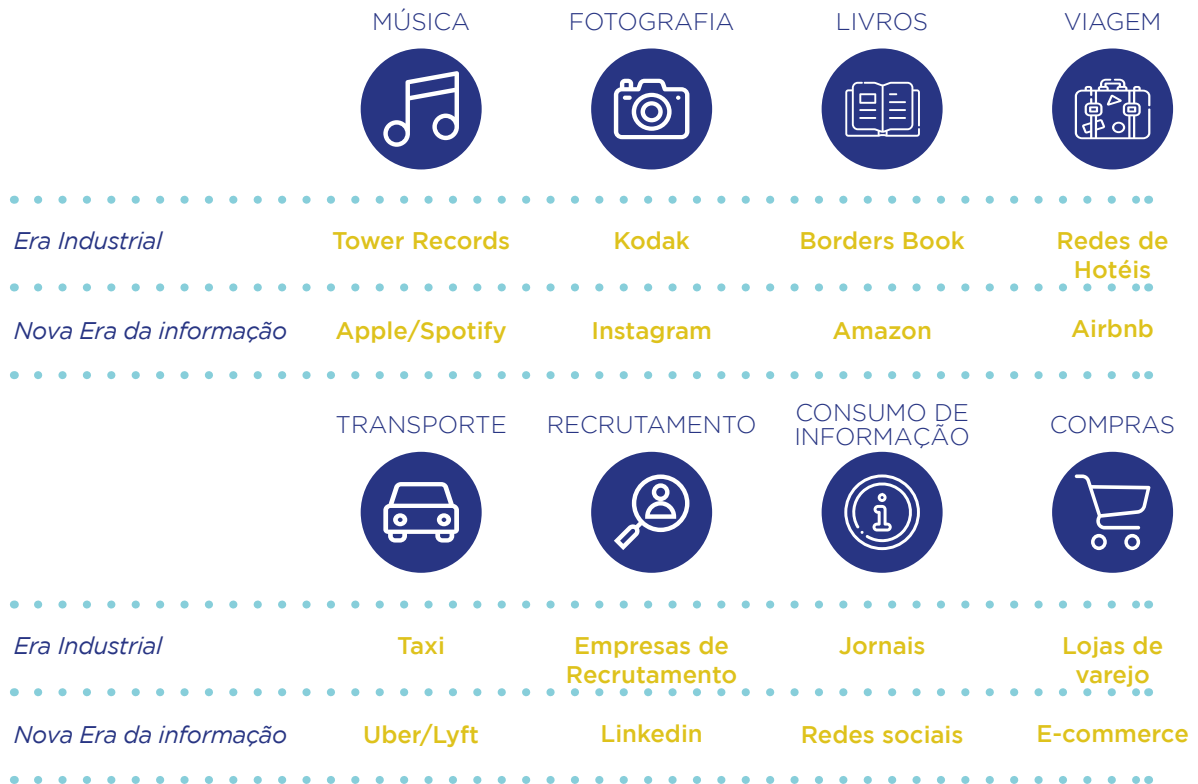 MÚSICA FOTOGRAFIA LIVROS VIAGEM
Era Industrial Tower Records Kodak Borders Book Redes de
Hotéis
Nova Era da informação Apple/Spotify Instagram Amazon Airbnb
TRANSPORTE RECRUTAMENTO CONSUMO DE
INFORMAÇÃO COMPRAS
Era Industrial Taxi Empresas de
Recrutamento Jornais Lojas de
varejo
Nova Era da informação Uber/Lyft Linkedin Redes sociais E-commerce